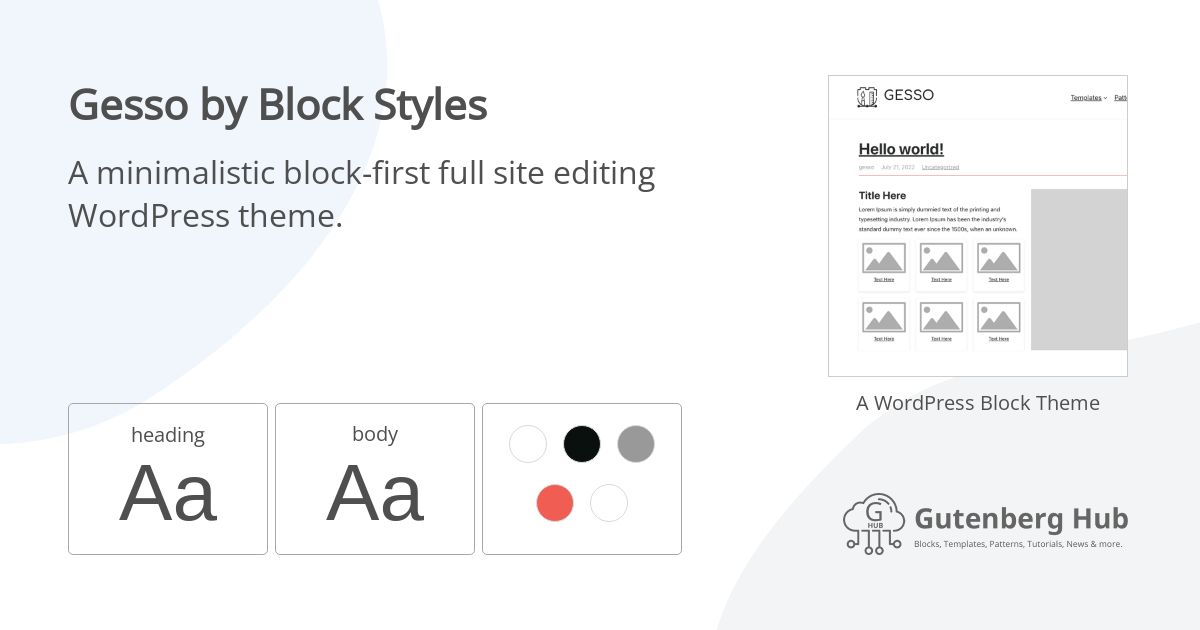 Gesso by Block Styles
A minimalistic block-first full site editing
WordPress theme.
GESSO
Templates
Hello world!
gesso July 21, 2022 Uncategorized
Title Here
Lorem Ipsum is simply dummied text of the printing and
typesetting industry. Lorem Ipsum has been the industry's
standard dummy text ever since the 1500s, when an unknown.
Text Here Text Here Text Here
Text Here Text Here Text Here
A WordPress Block Theme
heading
Aa
body
Aa
G
HUB
Gutenberg Hub
Blocks, Templates, Patterns, Tutorials, News & more.